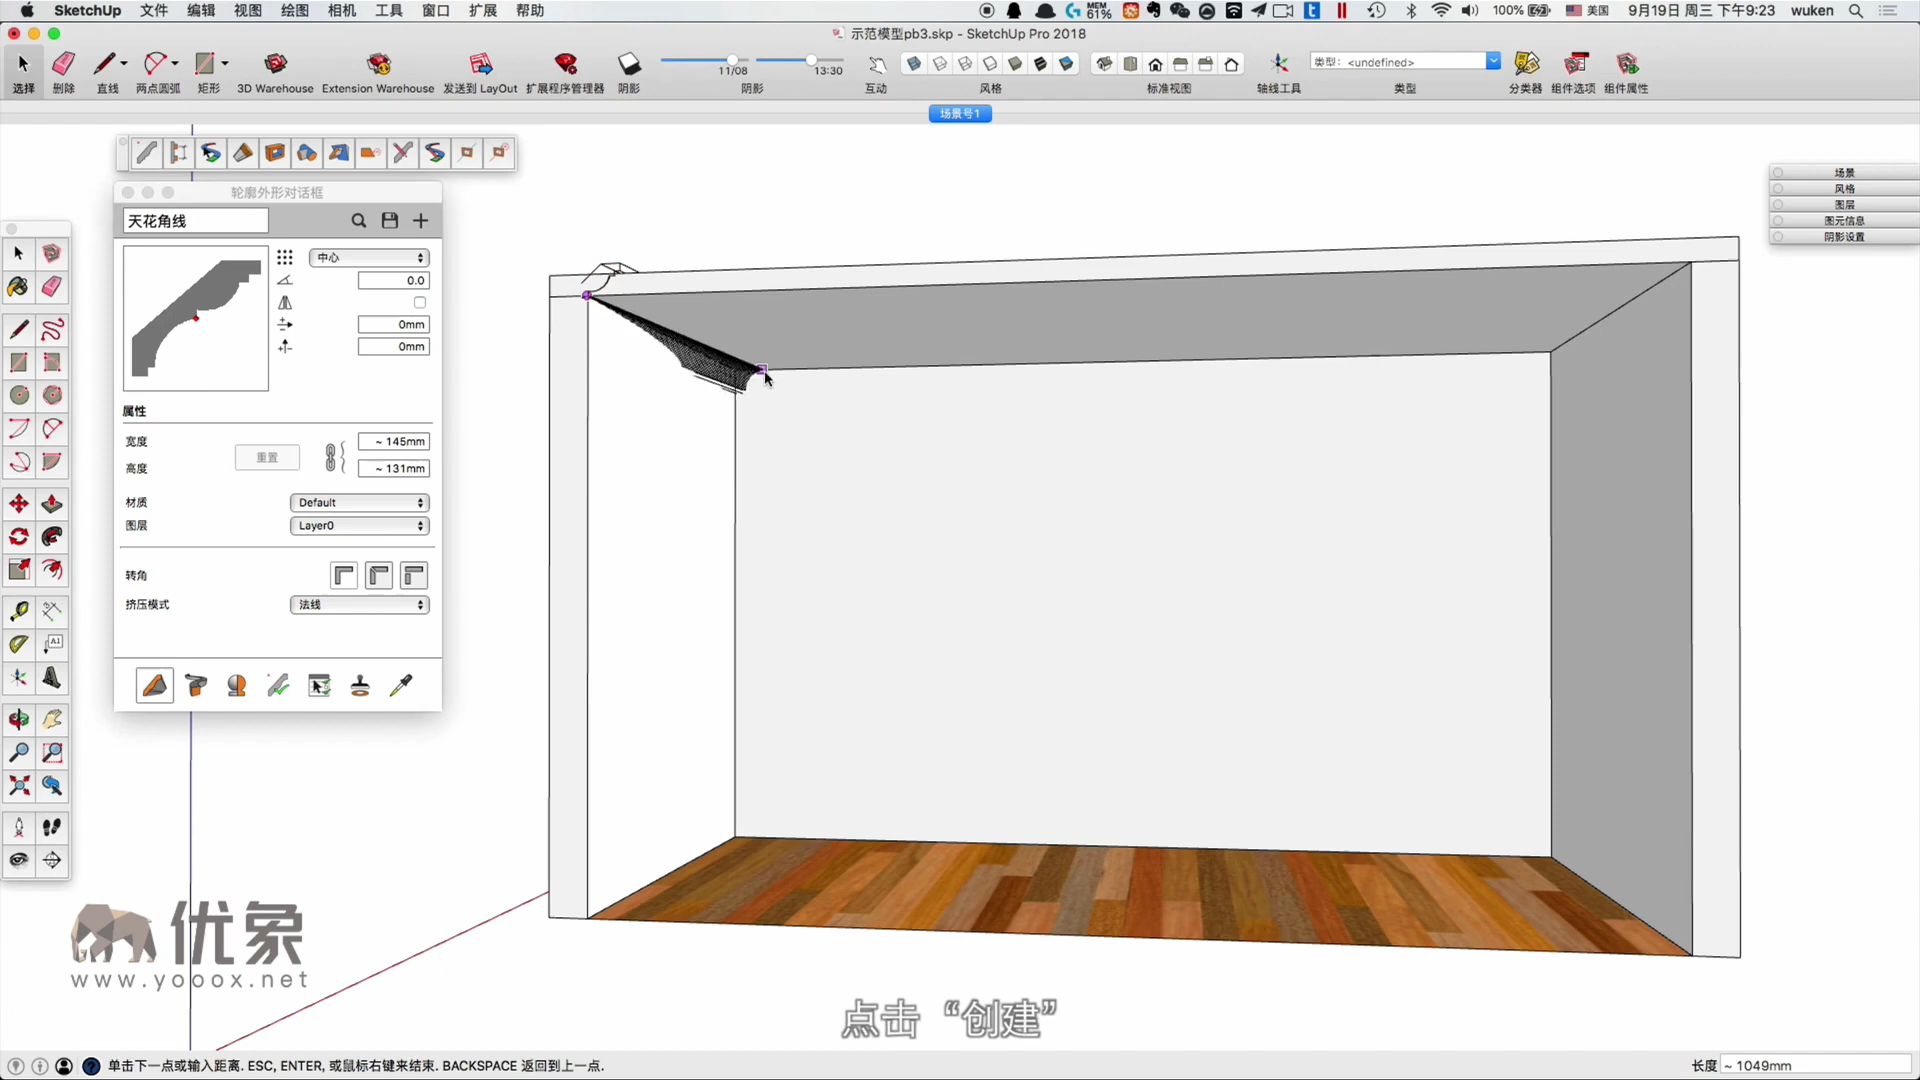 SketchUp 文件 编辑 视图 绘图 相机 工具 窗口 扩展 帮助
MEM 61% 100% 美国 9月19日 周三 下午9:23 wuken
示范模型pb3.skp - SketchUp Pro 2018
11/08 13:30 类型: <undefined>
选择 删除 直线 两点圆弧 矩形 3D Warehouse Extension Warehouse 发送到 LayOut 扩展程序管理器 阴影 阴影 互动 风格 标准视图 轴线工具 类型 分类器 组件选项 组件属性
场景号1
轮廓外形对话框
天花角线
中心
0.0
0mm
0mm
属性
宽度 ~ 145mm
重置
高度 ~ 131mm
材质 Default
图层 Layer0
转角
挤压模式 法线
A1
场景
风格
图层
图元信息
阴影设置
优象
www.yooox.net
点击 “创建”
单击下一点或输入距离. ESC, ENTER, 或鼠标右键来结束. BACKSPACE 返回到上一点. 长度 ~ 1049mm